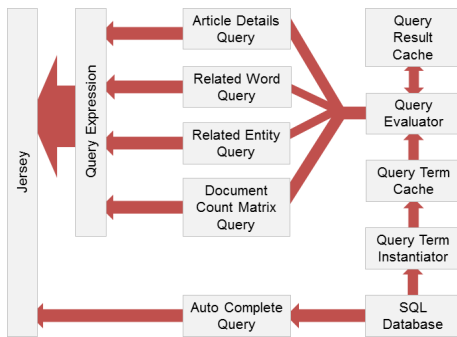 Jersey
Query Expression
Article Details
Query
Related Word
Query
Related Entity
Query
Document
Count Matrix
Query
Auto Complete
Query
Query
Result
Cache
Query
Evaluator
Query Term
Cache
Query Term
Instantiator
SQL
Database